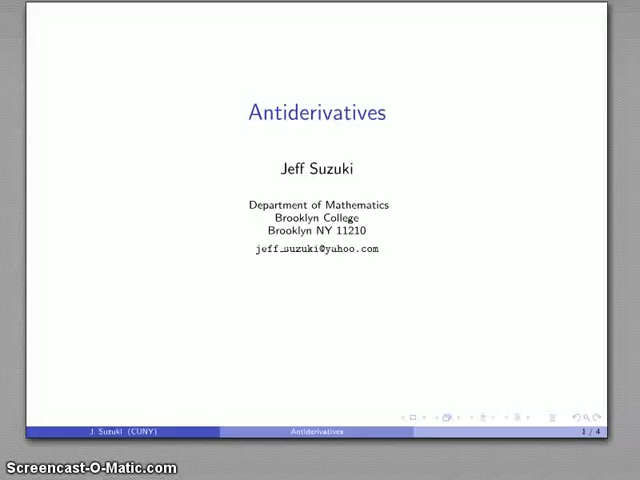 Antiderivatives
Jeff Suzuki
Department of Mathematics
Brooklyn College
Brooklyn NY 11210
jeff_suzuki@yahoo.com
J. Suzuki (CUNY)
Antiderivatives
1 / 4
Screencast-O-Matic.com